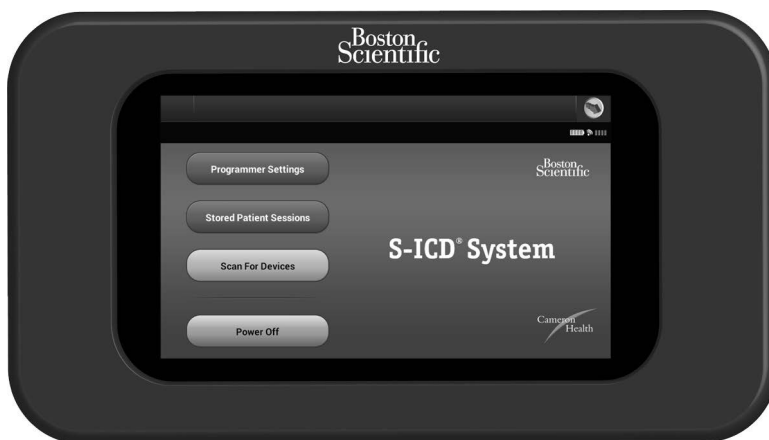 Boston
Scientific
Programmer Settings
Boston
Scientific
Stored Patient Sessions
S-ICD® System
Scan For Devices
Cameron
Health
Power Off